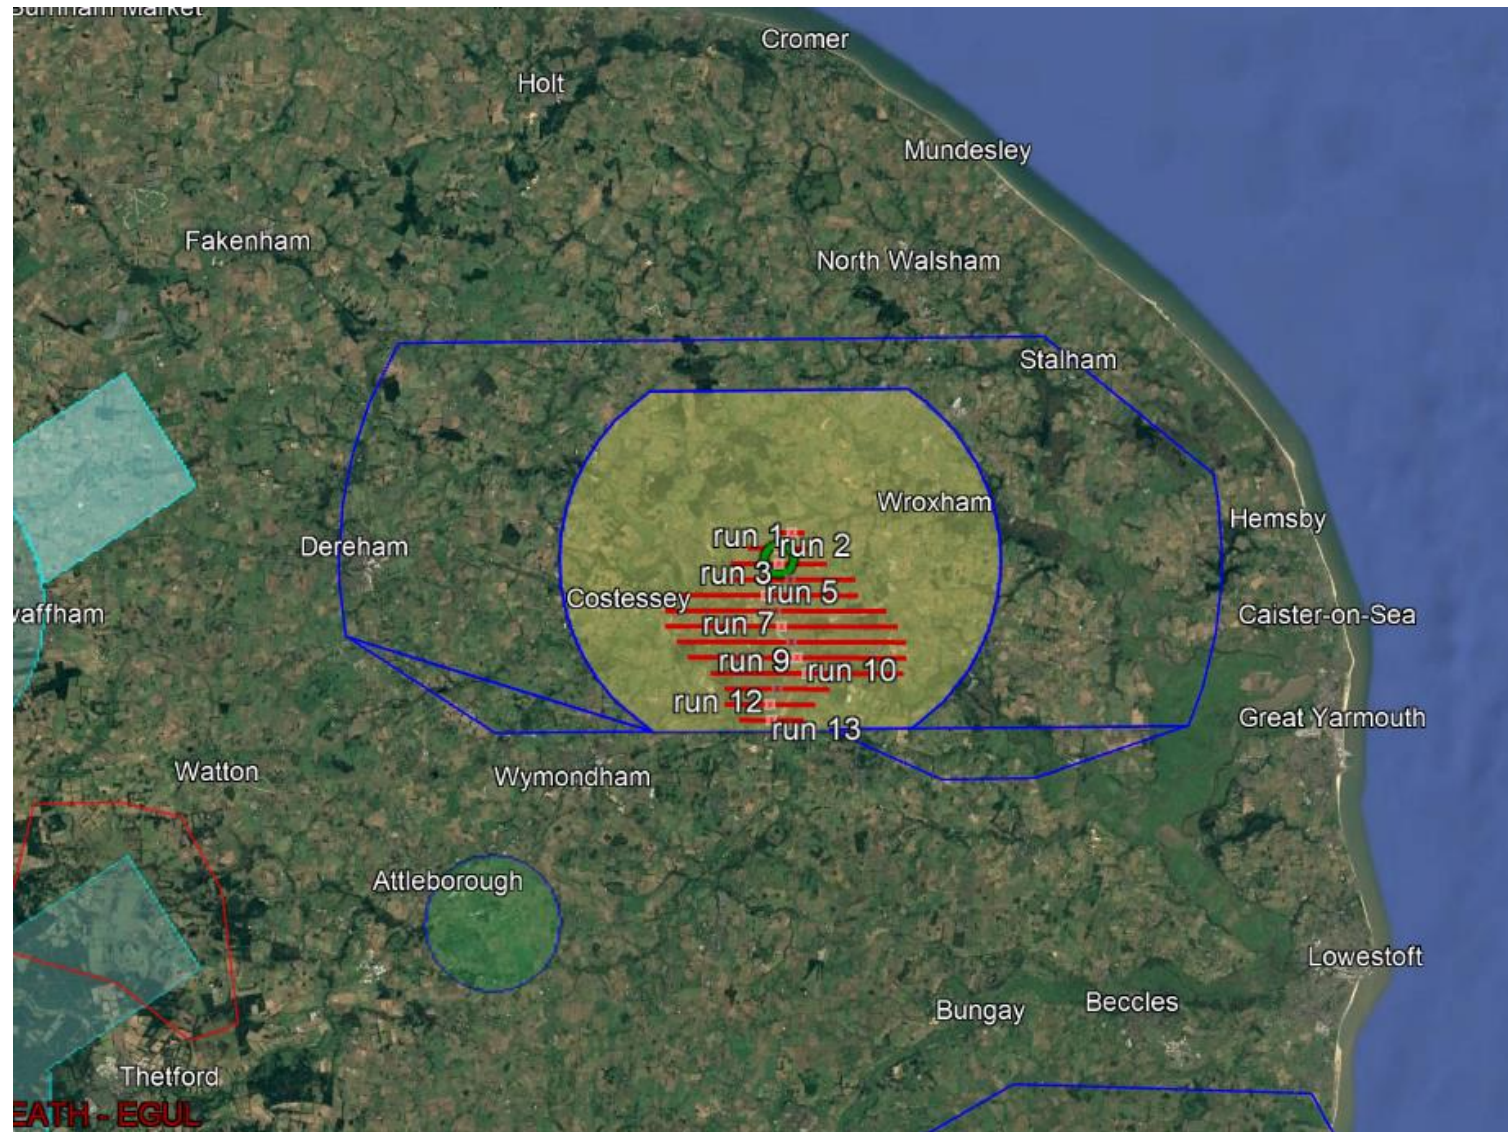 Burnham Market
Cromer
Holt
Mundesley
Fakenham
North Walsham
Stalham
Wroxham
Hemsby
run 1
run 2
Dereham
run 3
run 5
Costessey
affham
Caister-on-Sea
run 7
run 9
run 10
run 12
Great Yarmouth
run 13
Watton
Wymondham
Attleborough
Lowestoft
Beccles
Bungay
Thetford
EATH - EGUL